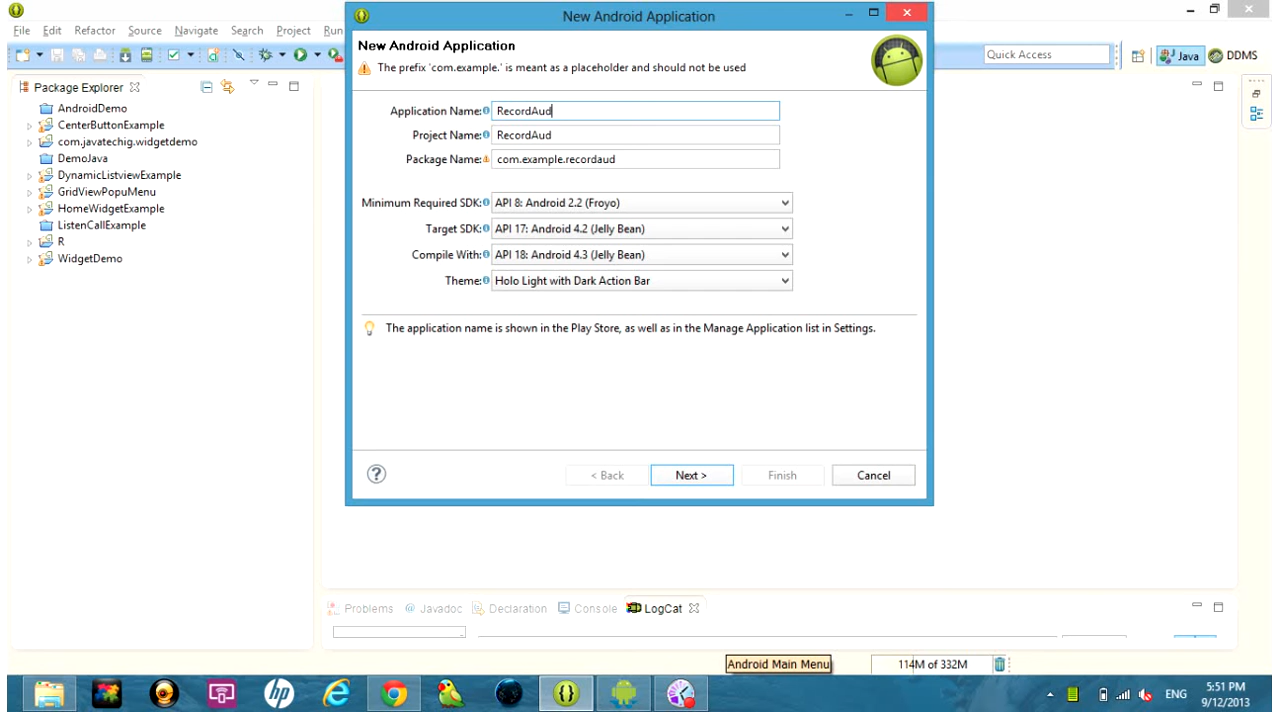 New Android Application
File Edit Refactor Source Navigate Search Project Run
New Android Application
The prefix 'com.example.' is meant as a placeholder and should not be used
Quick Access
Java
DDMS
Package Explorer
AndroidDemo
CenterButtonExample
com.javatechig.widgetdemo
DemoJava
DynamicListviewExample
GridViewPopuMenu
HomeWidgetExample
ListenCallExample
R
WidgetDemo
Application Name: RecordAud
Project Name: RecordAud
Package Name: com.example.recordaud
Minimum Required SDK: API 8: Android 2.2 (Froyo)
Target SDK: API 17: Android 4.2 (Jelly Bean)
Compile With: API 18: Android 4.3 (Jelly Bean)
Theme: Holo Light with Dark Action Bar
The application name is shown in the Play Store, as well as in the Manage Application list in Settings.
< Back Next > Finish Cancel
Problems @ Javadoc Declaration Console LogCat
Android Main Menu
114M of 332M
ENG
5:51 PM
9/12/2013